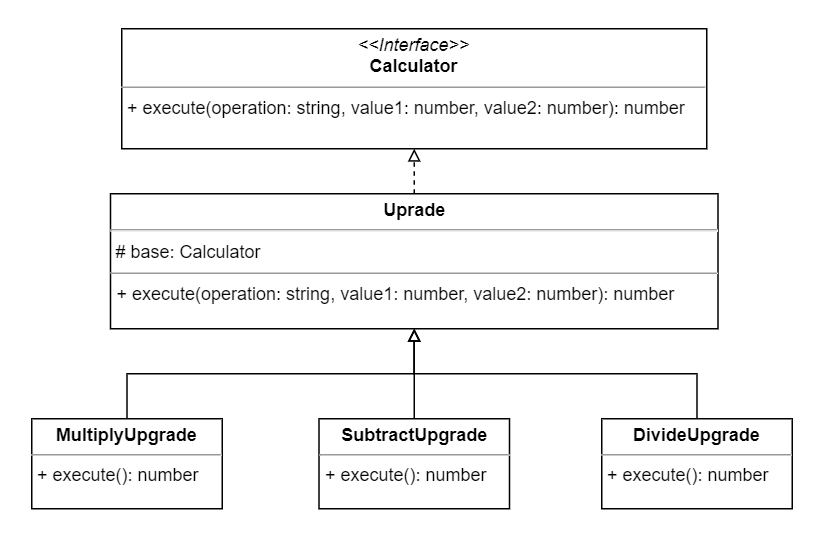 <<Interface>>
Calculator
+ execute(operation: string, value1: number, value2: number): number
Uprade
# base: Calculator
+ execute(operation: string, value1: number, value2: number): number
MultiplyUpgrade
+ execute(): number
SubtractUpgrade
+ execute(): number
DivideUpgrade
+ execute(): number